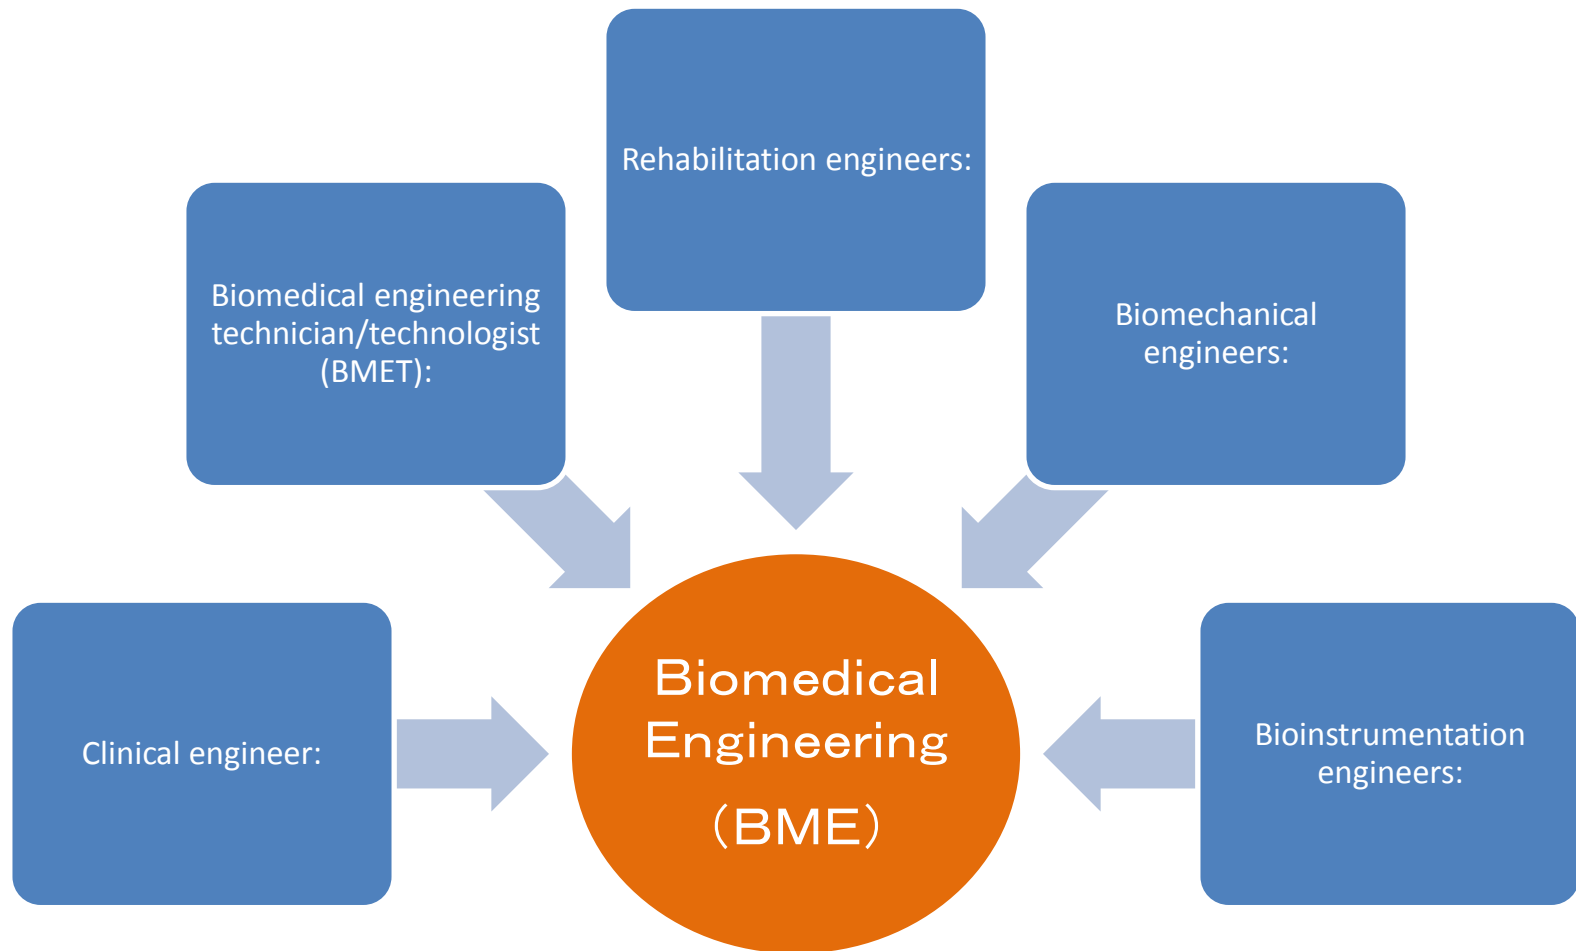 Rehabilitation engineers:
Biomedical engineering
technician/technologist
(BMET):
Biomechanical
engineers:
Clinical engineer:
Biomedical
Engineering
（BME）
Bioinstrumentation
engineers: